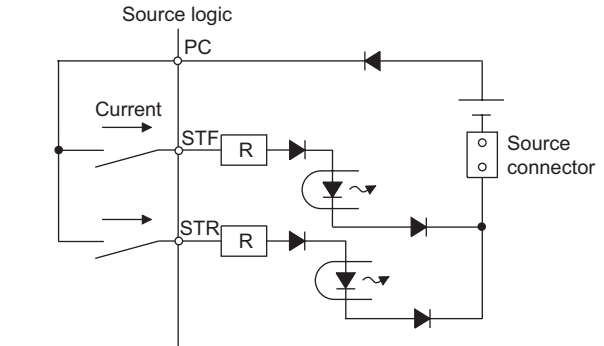 Source logic
PC
Current
STF
R
Source
connector
STR
R